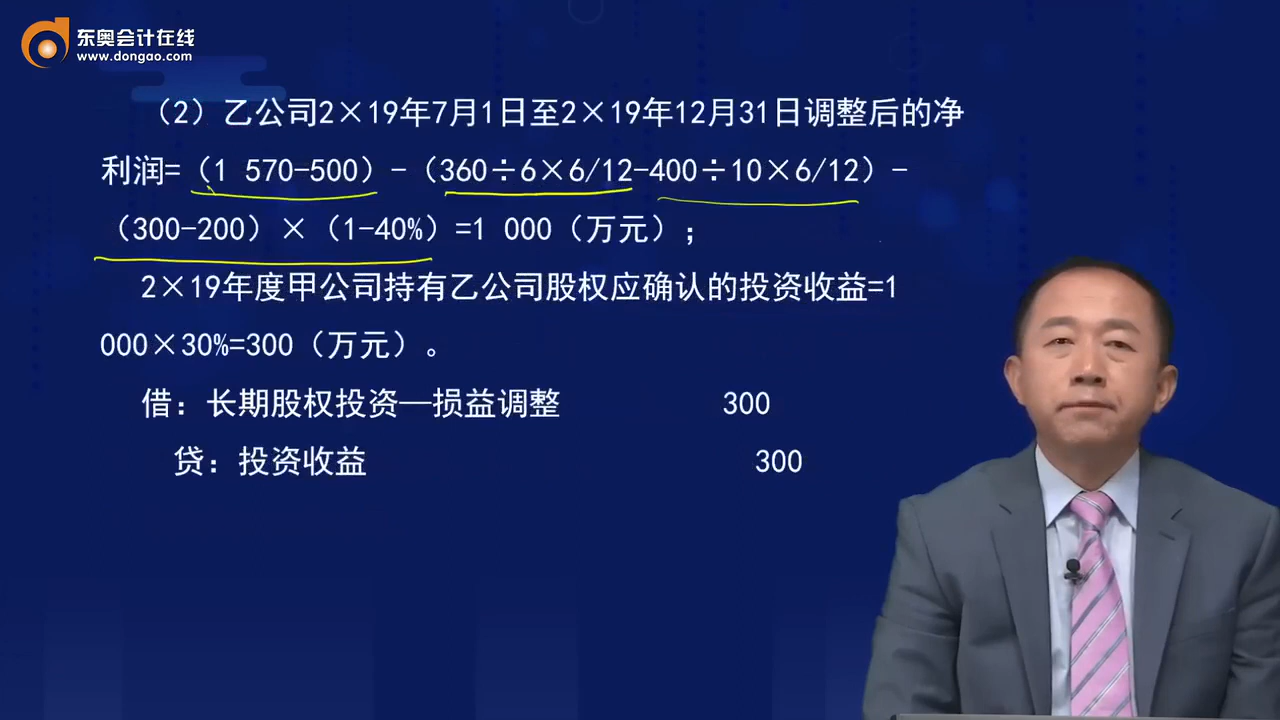 东奥会计在线
www.dongao.com
（2）乙公司2×19年7月1日至2×19年12月31日调整后的净
利润=（1 570-500）-（360÷6×6/12-400÷10×6/12）-
（300-200）×（1-40%）=1 000（万元）；
2×19年度甲公司持有乙公司股权应确认的投资收益=1
000×30%=300（万元）。
借：长期股权投资—损益调整 300
贷：投资收益 300